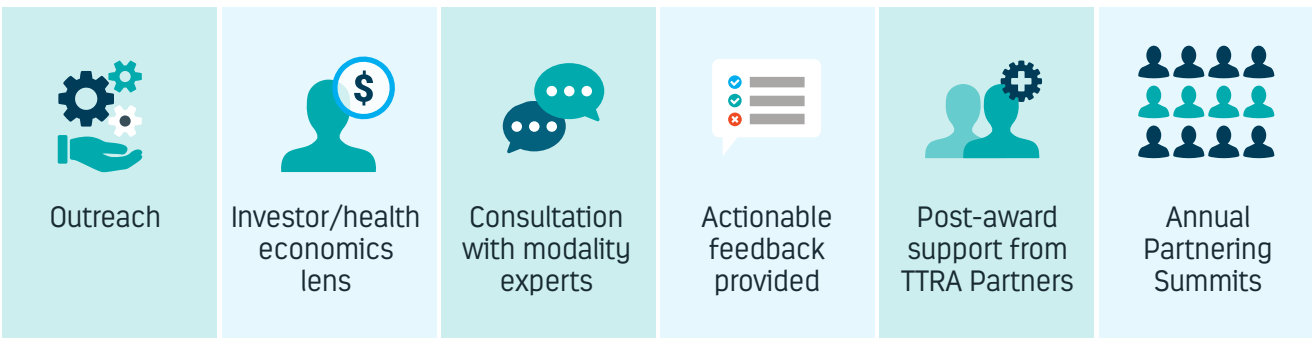 $
Outreach
Investor/health
economics
lens
Consultation
with modality
experts
Actionable
feedback
provided
Post-award
support from
TTRA Partners
Annual
Partnering
Summits